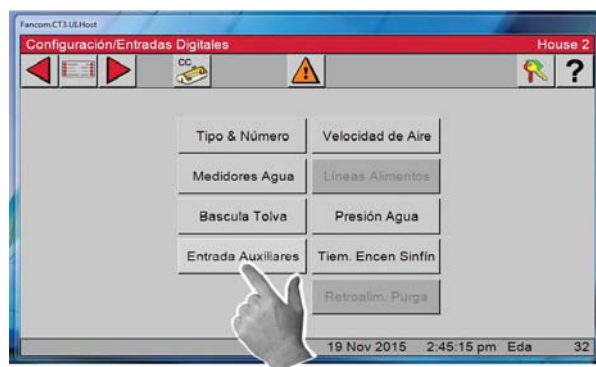 Fancom.CT3.UI.Host
Configuración/Entradas Digitales House 2
CC
?
Tipo & Número Velocidad de Aire
Medidores Agua Líneas Alimentos
Bascula Tolva Presión Agua
Entrada Auxiliares Tiem. Encen Sinfín
Retroalim. Purga
19 Nov 2015 2:45:15 pm Eda 32